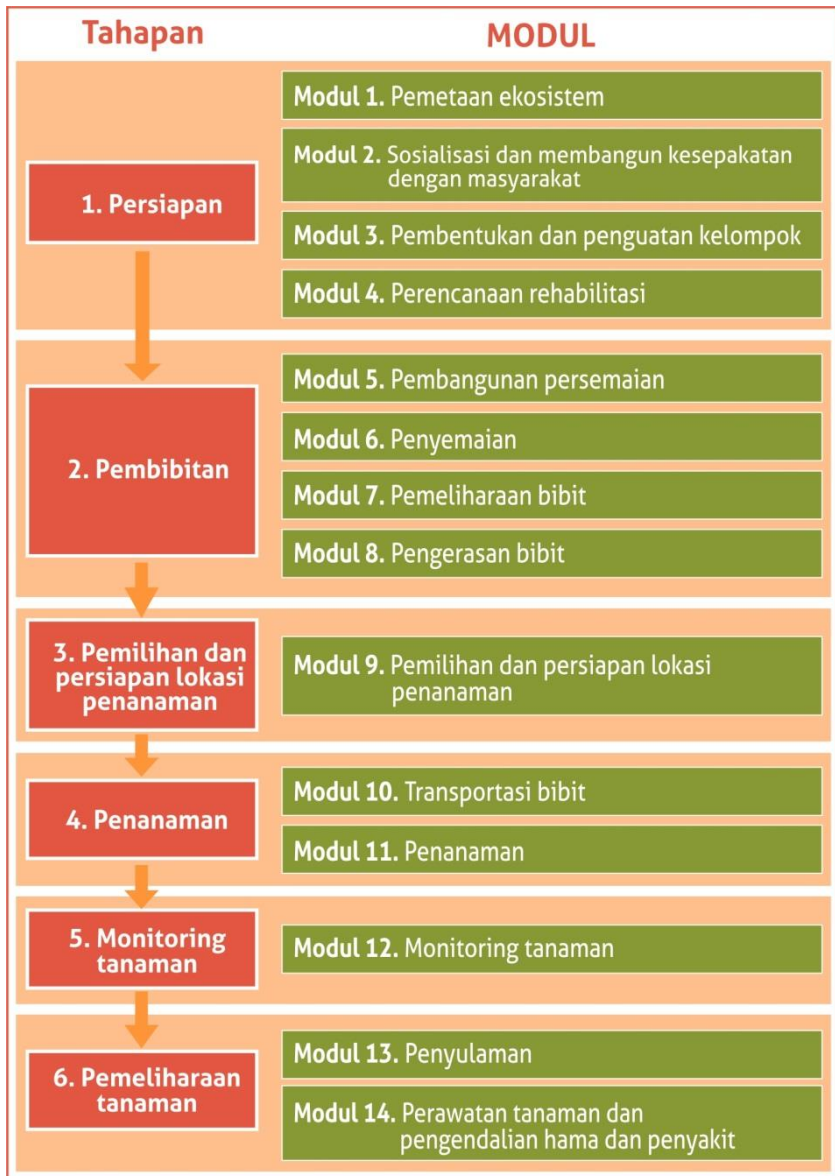 Tahapan
MODUL
1. Persiapan
Modul 1. Pemetaan ekosistem
Modul 2. Sosialisasi dan membangun kesepakatan
dengan masyarakat
Modul 3. Pembentukan dan penguatan kelompok
Modul 4. Perencanaan rehabilitasi
2. Pembibitan
Modul 5. Pembangunan persemaian
Modul 6. Penyemaian
Modul 7. Pemeliharaan bibit
Modul 8. Pengerasan bibit
3. Pemilihan dan
persiapan lokasi
penanaman
Modul 9. Pemilihan dan persiapan lokasi
penanaman
4. Penanaman
Modul 10. Transportasi bibit
Modul 11. Penanaman
5. Monitoring
tanaman
Modul 12. Monitoring tanaman
6. Pemeliharaan
tanaman
Modul 13. Penyulaman
Modul 14. Perawatan tanaman dan
pengendalian hama dan penyakit